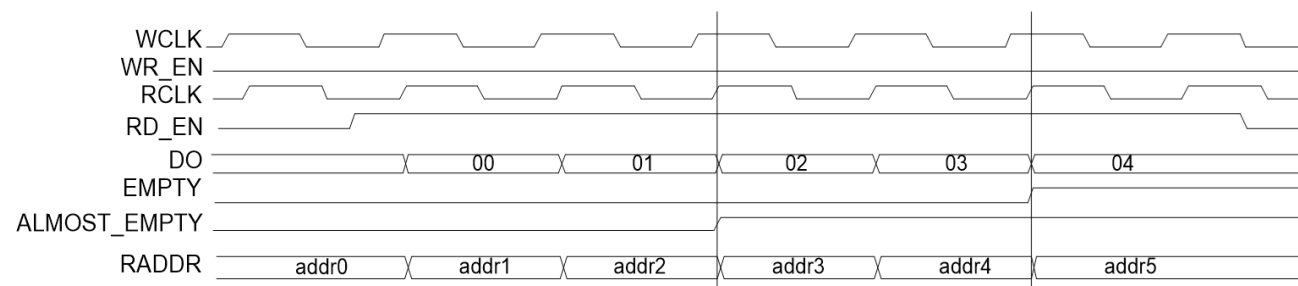 WCLK
WR_EN
RCLK
RD_EN
DO 00 01 02 03 04
EMPTY
ALMOST_EMPTY
RADDR addr0 addr1 addr2 addr3 addr4 addr5